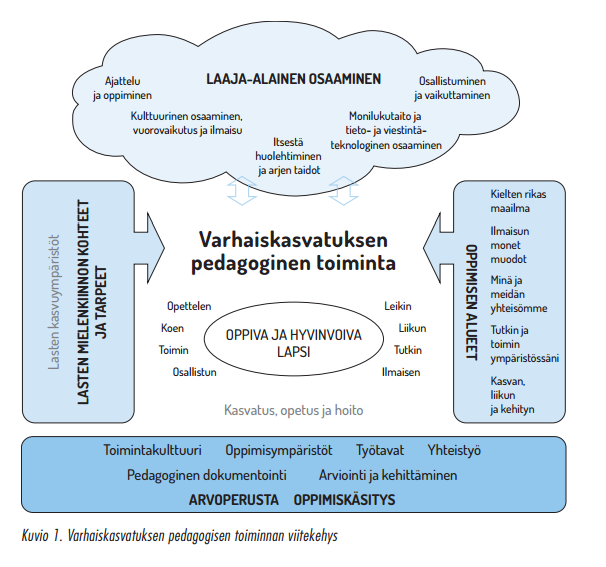 LAAJA-ALAINEN OSAAMINEN
Ajattelu
ja oppiminen
Osallistuminen
ja vaikuttaminen
Kulttuurinen osaaminen,
vuorovaikutus ja ilmaisu
Monilukutaito ja
tieto- ja viestintä-
teknologinen osaaminen
Itsestä
huolehtiminen
ja arjen taidot
Lasten kasvuympäristöt
LASTEN MIELENKIINNON KOHTEET
JA TARPEET
Varhaiskasvatuksen
pedagoginen toiminta
Opettelen
Koen
Toimin
Osallistun
OPPIVA JA HYVINVOIVA
LAPSI
Leikin
Liikun
Tutkin
Ilmaisen
Kasvatus, opetus ja hoito
OPPIMISEN ALUEET
Kielten rikas
maailma
Ilmaisun
monet
muodot
Minä ja
meidän
yhteisömme
Tutkin ja
toimin
ympäristössäni
Kasvan,
liikun
ja kehityn
Toimintakulttuuri Oppimisympäristöt Työtavat Yhteistyö
Pedagoginen dokumentointi Arviointi ja kehittäminen
ARVOPERUSTA OPPIMISKÄSITYS
Kuvio 1. Varhaiskasvatuksen pedagogisen toiminnan viitekehys